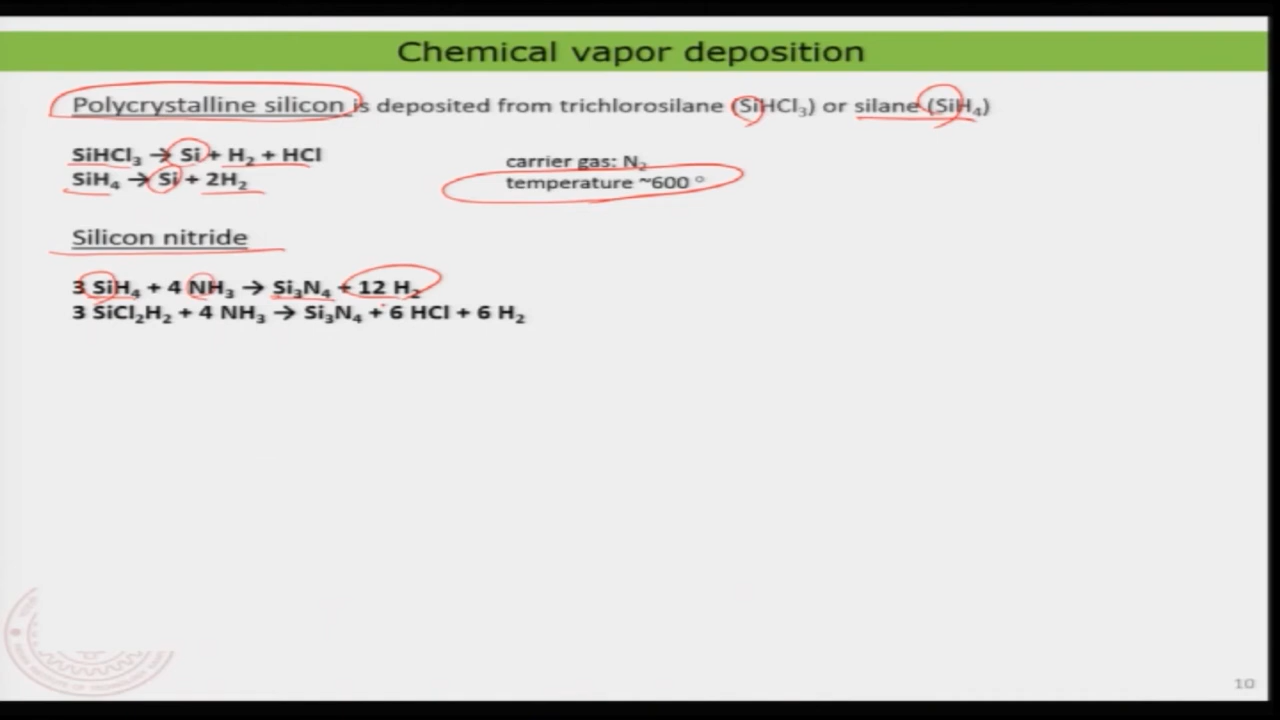 Chemical vapor deposition
Polycrystalline silicon is deposited from trichlorosilane (SiHCl₃) or silane (SiH₄)
SiHCl₃ → Si + H₂ + HCl
SiH₄ → Si + 2H₂
carrier gas: N₂
temperature ~600 °
Silicon nitride
3 SiH₄ + 4 NH₃ → Si₃N₄ + 12 H₂
3 SiCl₂H₂ + 4 NH₃ → Si₃N₄ + 6 HCl + 6 H₂
10